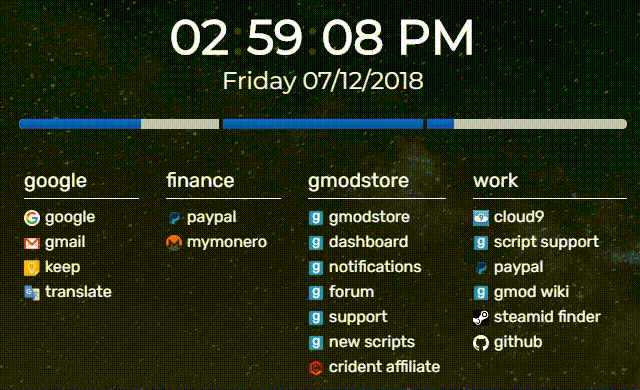 02:59:08 PM
Friday 07/12/2018
google
google
gmail
keep
translate
finance
paypal
mymonero
gmodstore
gmodstore
dashboard
notifications
forum
support
new scripts
crident affiliate
work
cloud9
script support
paypal
gmod wiki
steamid finder
github